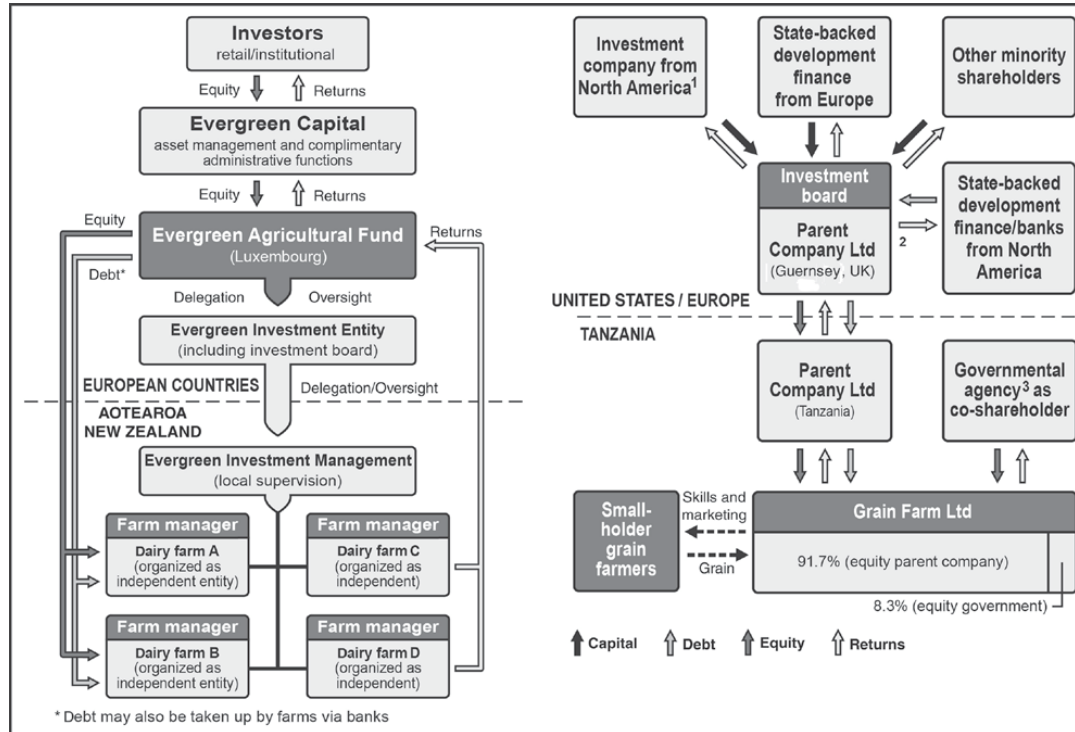 Investors
retail/institutional
Equity
Returns
Evergreen Capital
asset management and complimentary
administrative functions
Equity
Returns
Equity
Evergreen Agricultural Fund
(Luxembourg)
Returns
Debt*
Delegation
Oversight
Evergreen Investment Entity
(including investment board)
EUROPEAN COUNTRIES
Delegation/Oversight
AOTEAROA
NEW ZEALAND
Evergreen Investment Management
(local supervision)
Farm manager
Dairy farm A
(organized as
independent entity)
Farm manager
Dairy farm C
(organized as
independent)
Farm manager
Dairy farm B
(organized as
independent entity)
Farm manager
Dairy farm D
(organized as
independent)
* Debt may also be taken up by farms via banks
Investment
company from
North America¹
State-backed
development
finance
from Europe
Other minority
shareholders
Investment
board
Parent
Company Ltd
(Guernsey, UK)
2
State-backed
development
finance/banks
from North
America
UNITED STATES / EUROPE
TANZANIA
Parent
Company Ltd
(Tanzania)
Governmental
agency³ as
co-shareholder
Small-
holder
grain
farmers
Skills and
marketing
Grain
Grain Farm Ltd
91.7% (equity parent company)
8.3% (equity government)
Capital
Debt
Equity
Returns